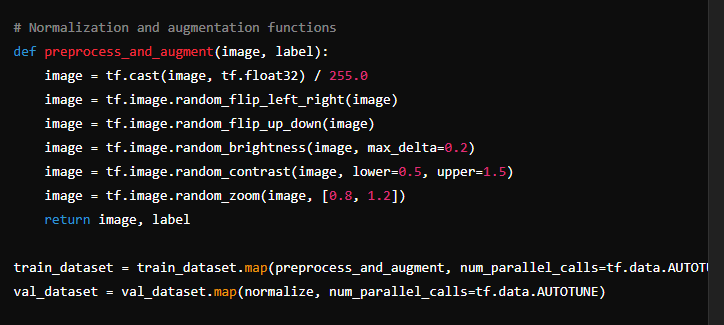 # Normalization and augmentation functions
def preprocess_and_augment(image, label):
    image = tf.cast(image, tf.float32) / 255.0
    image = tf.image.random_flip_left_right(image)
    image = tf.image.random_flip_up_down(image)
    image = tf.image.random_brightness(image, max_delta=0.2)
    image = tf.image.random_contrast(image, lower=0.5, upper=1.5)
    image = tf.image.random_zoom(image, [0.8, 1.2])
    return image, label
train_dataset = train_dataset.map(preprocess_and_augment, num_parallel_calls=tf.data.AUTOT
val_dataset = val_dataset.map(normalize, num_parallel_calls=tf.data.AUTOTUNE)